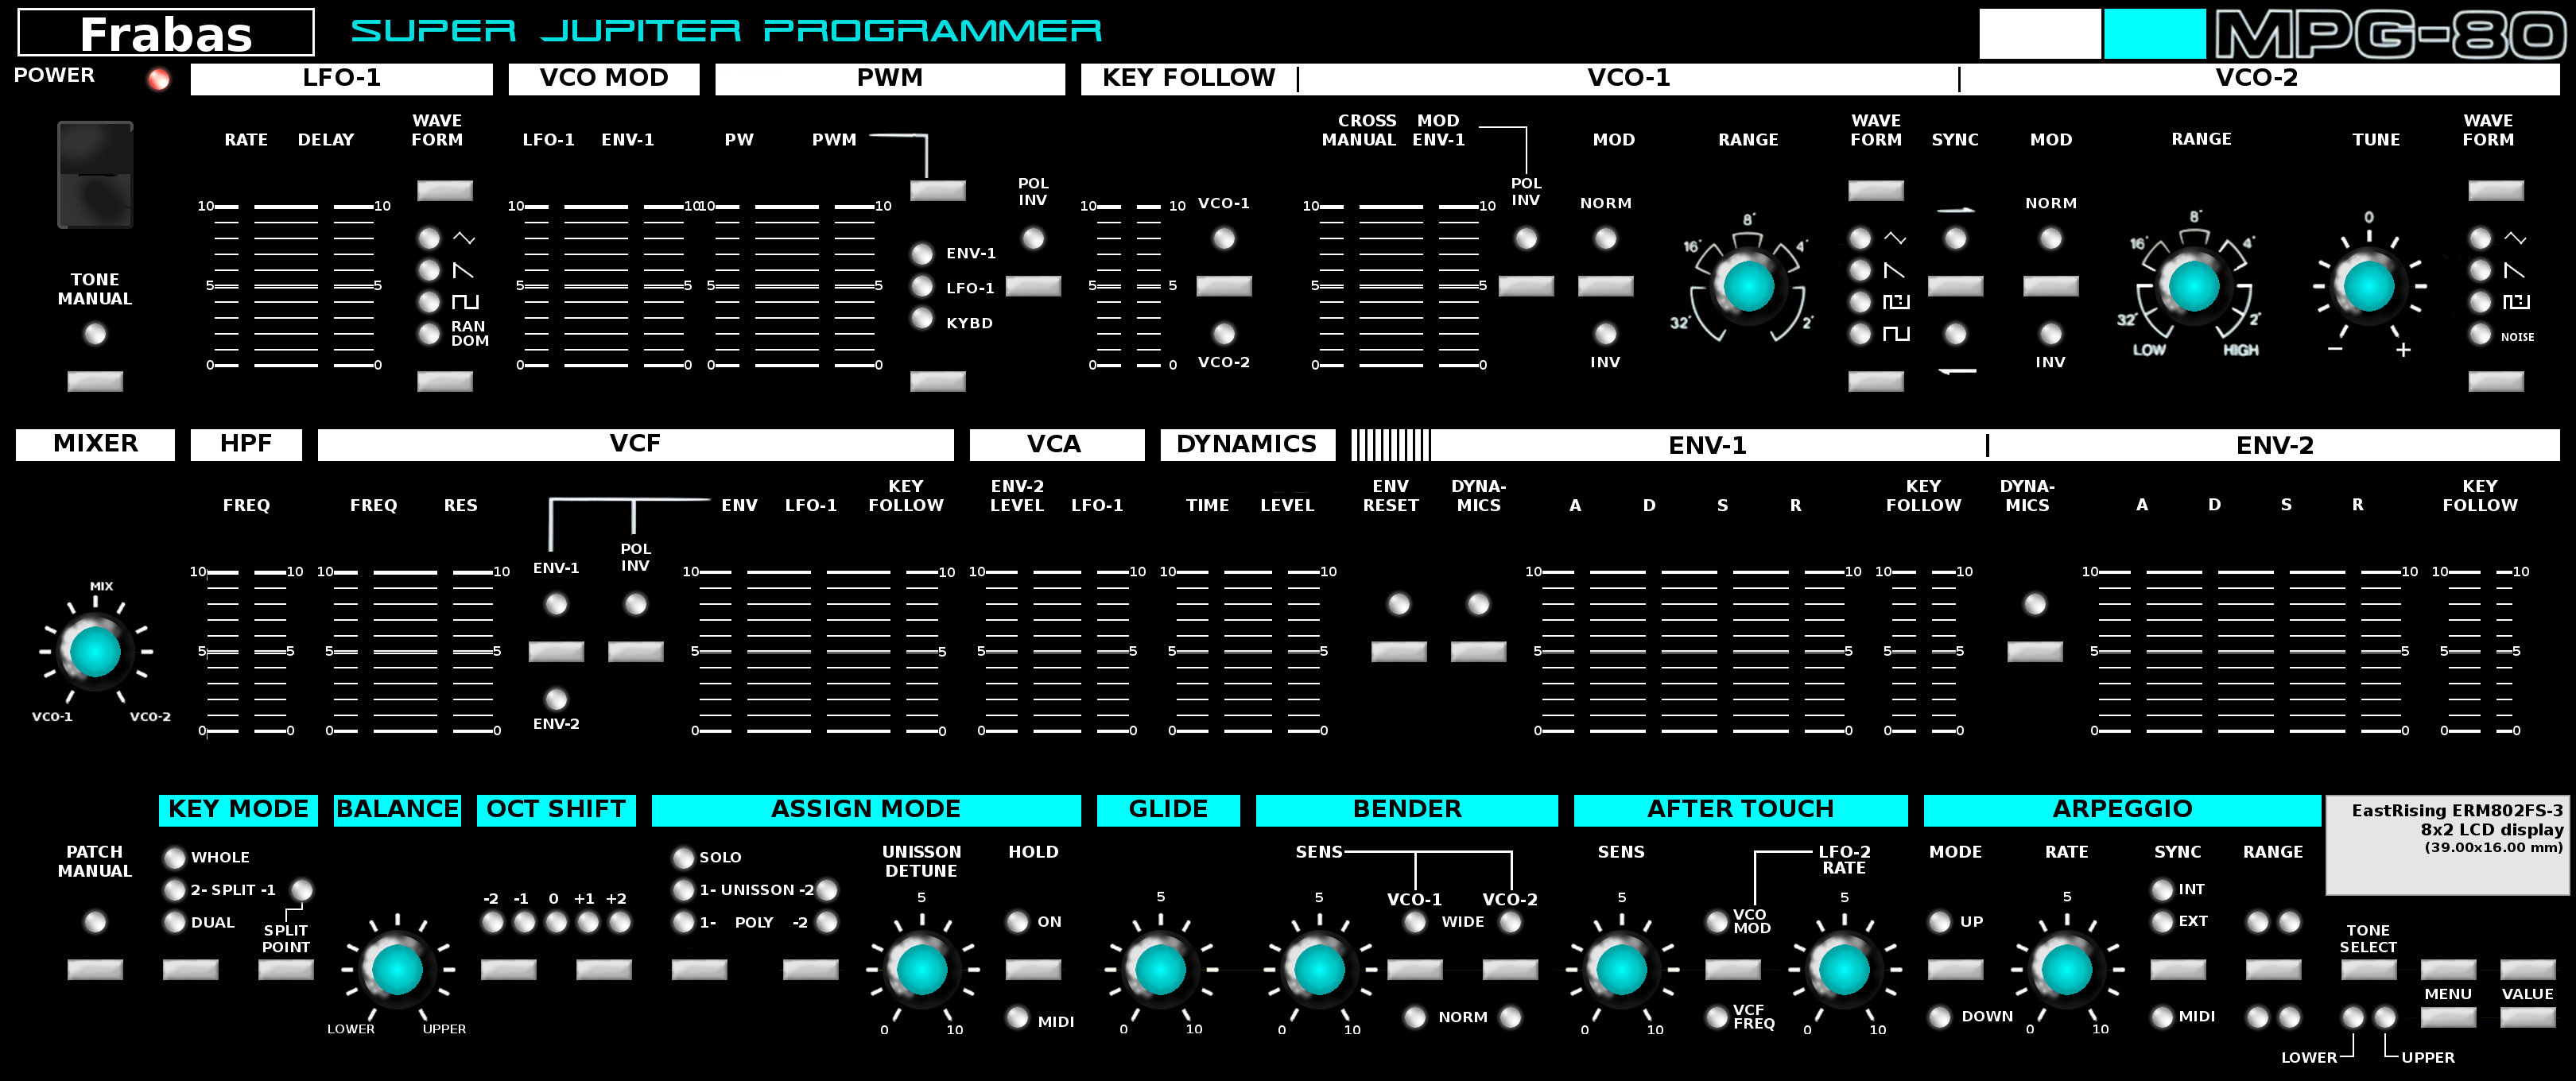 Frabas
SUPER JUPITER PROGRAMMER
MPG-80
POWER
LFO-1
VCO MOD
PWM
KEY FOLLOW
VCO-1
VCO-2
RATE DELAY WAVE FORM
LFO-1 ENV-1
PW PWM
POL INV
CROSS MOD
MANUAL ENV-1
POL INV
MOD
RANGE
WAVE FORM
SYNC
MOD
RANGE
TUNE
WAVE FORM
TONE MANUAL
10 10
5 5
0 0
RAN DOM
10 10
5 5
0 0
10 10
5 5
0 0
ENV-1
LFO-1
KYBD
10 10
5 5
0 0
VCO-1
VCO-2
10 10
5 5
0 0
NORM
INV
32' 16' 8' 4' 2'
NORM
INV
32' 16' 8' 4' 2'
LOW HIGH
0
- +
NOISE
MIXER
HPF
VCF
VCA
DYNAMICS
ENV-1
ENV-2
FREQ
FREQ RES
ENV LFO-1 KEY FOLLOW
ENV-2 LEVEL LFO-1
TIME LEVEL
ENV RESET
DYNA-MICS
A D S R
KEY FOLLOW
DYNA-MICS
A D S R
KEY FOLLOW
MIX
VCO-1 VCO-2
10 10
5 5
0 0
10 10
5 5
0 0
ENV-1
ENV-2
POL INV
10 10
5 5
0 0
10 10
5 5
0 0
10 10
5 5
0 0
10 10
5 5
0 0
10 10
5 5
0 0
10 10
5 5
0 0
10 10
5 5
0 0
KEY MODE
BALANCE
OCT SHIFT
ASSIGN MODE
GLIDE
BENDER
AFTER TOUCH
ARPEGGIO
EastRising ERM802FS-3
8x2 LCD display
(39.00x16.00 mm)
PATCH MANUAL
WHOLE
2- SPLIT -1
DUAL
SPLIT POINT
LOWER UPPER
-2 -1 0 +1 +2
SOLO
1- UNISSON -2
1- POLY -2
UNISSON DETUNE
5
0 10
HOLD
ON
MIDI
5
0 10
SENS
5
0 10
VCO-1 VCO-2
WIDE
NORM
SENS
5
0 10
VCO MOD
VCF FREQ
LFO-2 RATE
5
0 10
MODE
UP
DOWN
RATE
5
0 10
SYNC
INT
EXT
MIDI
RANGE
TONE SELECT
MENU VALUE
LOWER UPPER